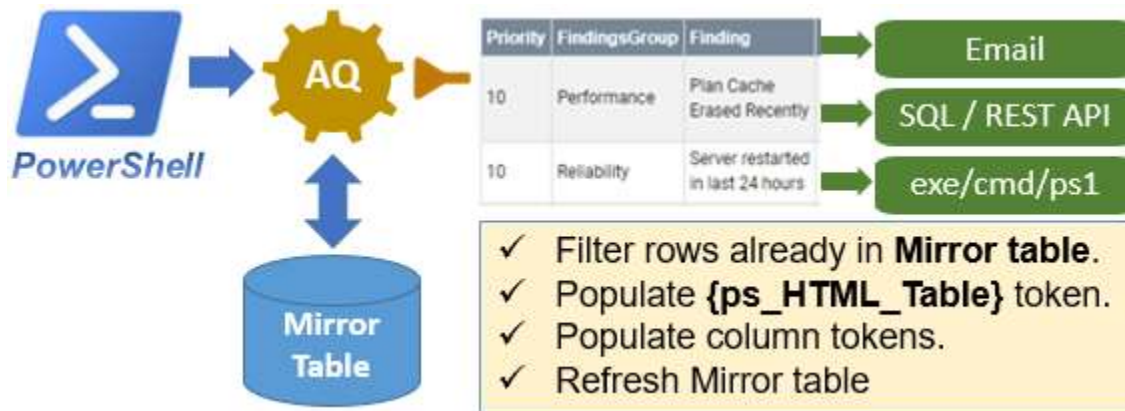 PowerShell
AQ
Mirror
Table
Priority FindingsGroup Finding
10 Performance Plan Cache
Erased Recently
10 Reliability Server restarted
in last 24 hours
Email
SQL / REST API
exe/cmd/ps1
✓ Filter rows already in Mirror table.
✓ Populate {ps_HTML_Table} token.
✓ Populate column tokens.
✓ Refresh Mirror table